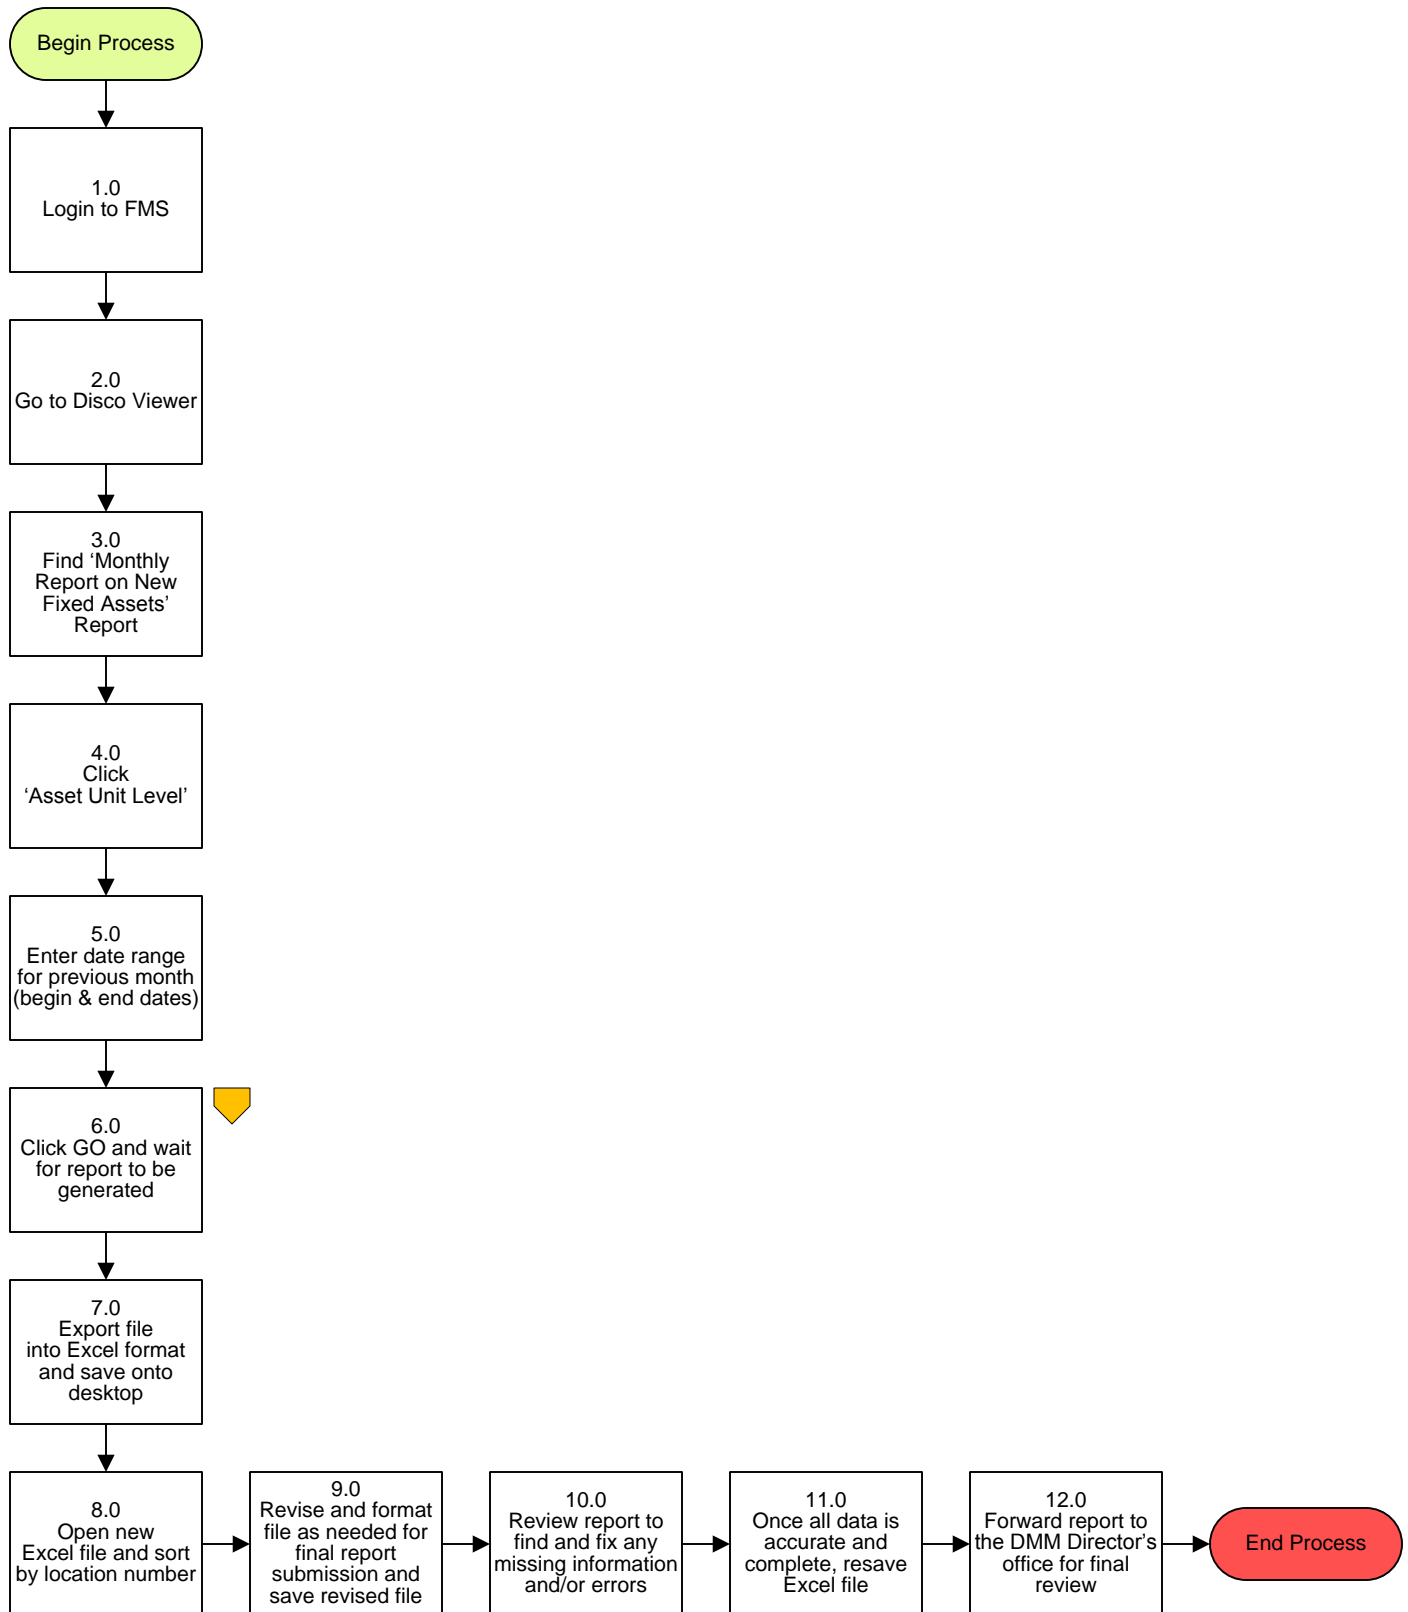 Begin Process
1.0
Login to FMS
2.0
Go to Disco Viewer
3.0
Find ‘Monthly
Report on New
Fixed Assets’
Report
4.0
Click
‘Asset Unit Level’
5.0
Enter date range
for previous month
(begin & end dates)
6.0
Click GO and wait
for report to be
generated
7.0
Export file
into Excel format
and save onto
desktop
8.0
Open new
Excel file and sort
by location number
9.0
Revise and format
file as needed for
final report
submission and
save revised file
10.0
Review report to
find and fix any
missing information
and/or errors
11.0
Once all data is
accurate and
complete, resave
Excel file
12.0
Forward report to
the DMM Director’s
office for final
review
End Process